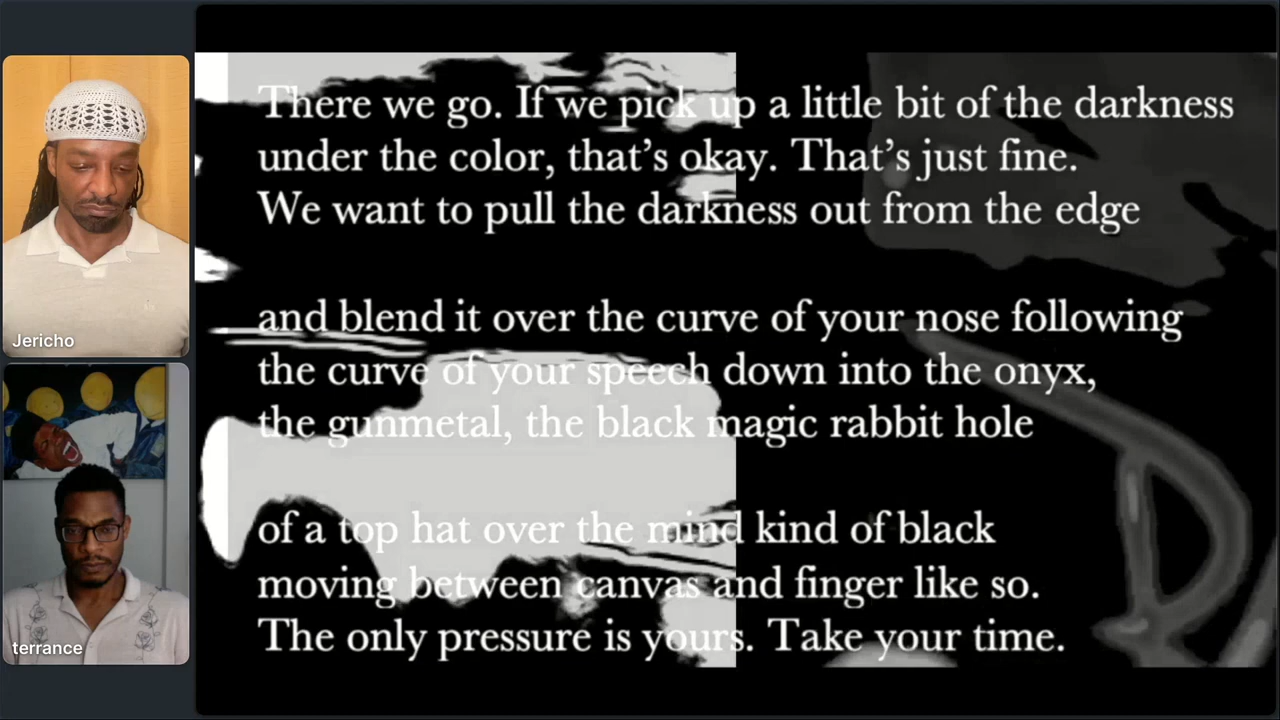 There we go. If we pick up a little bit of the darkness
under the color, that’s okay. That’s just fine.
We want to pull the darkness out from the edge
and blend it over the curve of your nose following
the curve of your speech down into the onyx,
the gunmetal, the black magic rabbit hole
of a top hat over the mind kind of black
moving between canvas and finger like so.
The only pressure is yours. Take your time.
Jericho
terrance